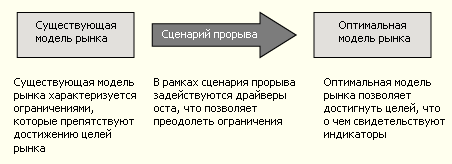 Существующая
модель рынка
Сценарий прорыва
Оптимальная
модель рынка
Существующая модель
рынка характеризуется
ограничениями,
которые препятствуют
достижению целей
рынка
В рамках сценария прорыва
задействуются драйверы
оста, что позволяет
преодолеть ограничения
Оптимальная модель
рынка позволяет
достигнуть целей, что
о чем свидетельствуют
индикаторы